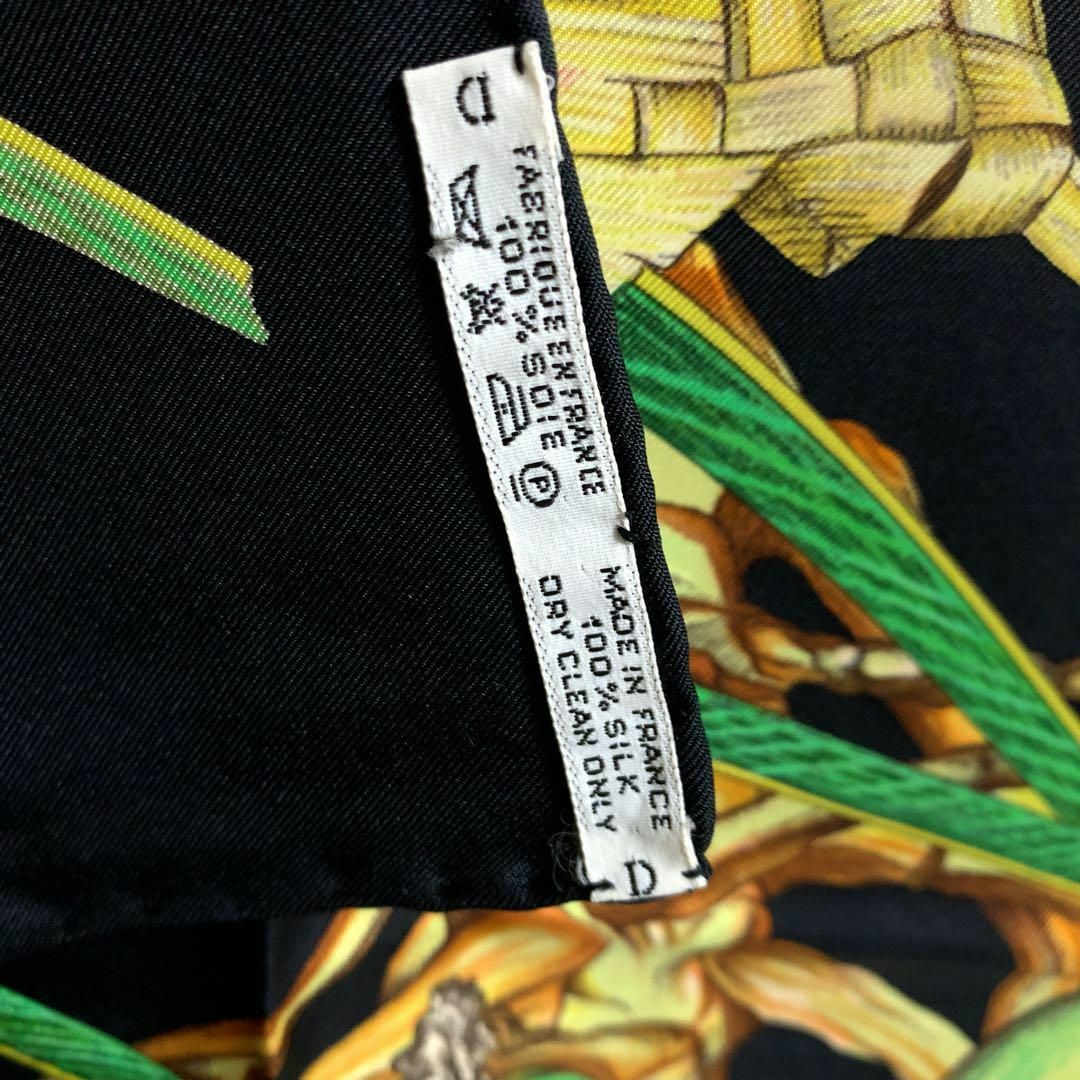 D
FABRIQUE EN FRANCE
100 % SOIE
P
MADE IN FRANCE
100 % SILK
DRY CLEAN ONLY
D